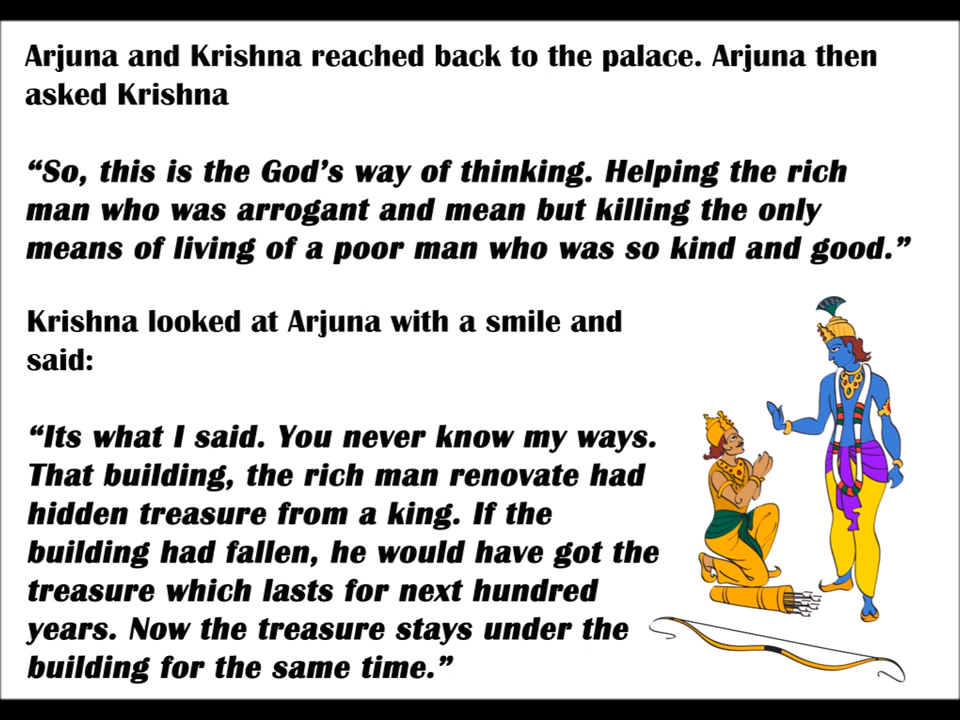 Arjuna and Krishna reached back to the palace. Arjuna then
asked Krishna
“So, this is the God’s way of thinking. Helping the rich
man who was arrogant and mean but killing the only
means of living of a poor man who was so kind and good.”
Krishna looked at Arjuna with a smile and
said:
“Its what I said. You never know my ways.
That building, the rich man renovate had
hidden treasure from a king. If the
building had fallen, he would have got the
treasure which lasts for next hundred
years. Now the treasure stays under the
building for the same time.”